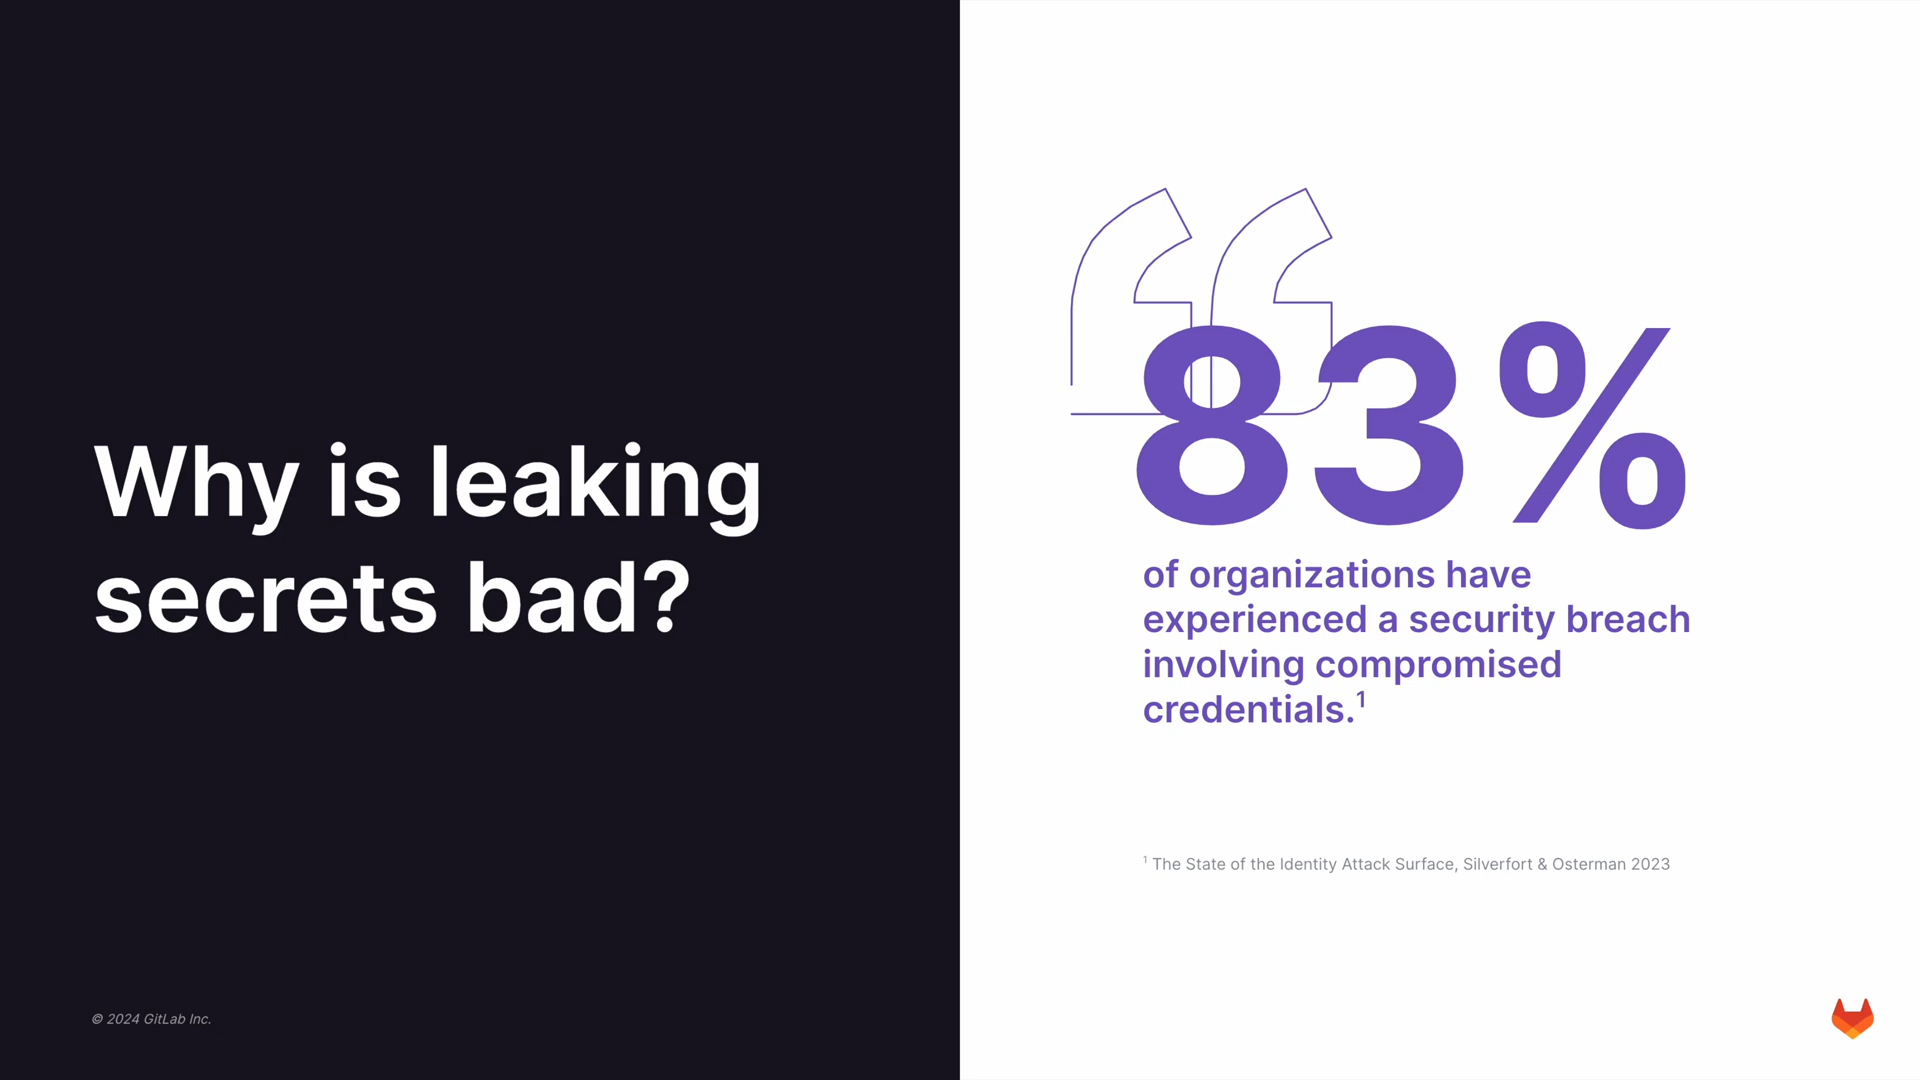 Why is leaking
secrets bad?
83%
of organizations have
experienced a security breach
involving compromised
credentials.¹
¹ The State of the Identity Attack Surface, Silverfort & Osterman 2023
© 2024 GitLab Inc.